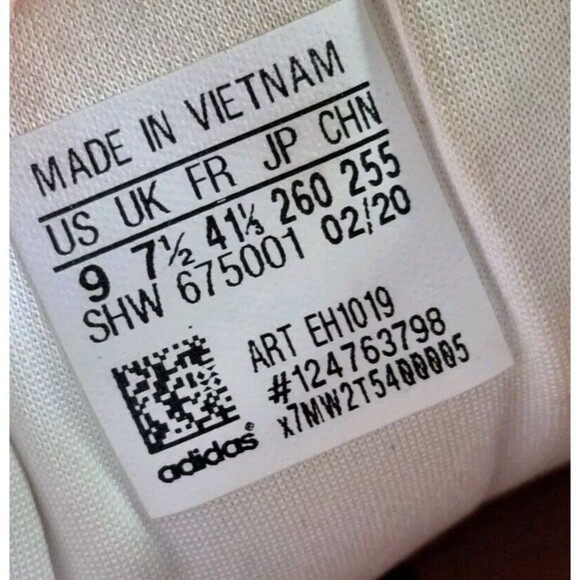 MADE IN VIETNAM
US UK FR JP CHN
9 7½ 41⅓ 260 255
SHW 675001 02/20
ART EH1019
#124763798
x7MW2T5400005
adidas®